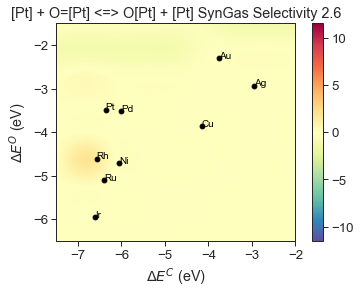 [Pt] + O=[Pt] <=> O[Pt] + [Pt] SynGas Selectivity 2.6
−2
−3
−4
−5
−6
ΔE^O (eV)
Au
Ag
Pt
Pd
Cu
Rh
Ni
Ru
Ir
10
5
0
−5
−10
−7 −6 −5 −4 −3 −2
ΔE^C (eV)